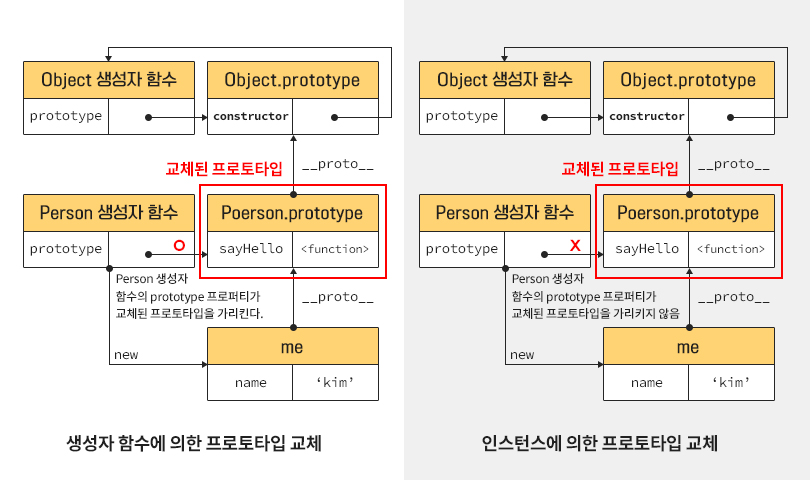 Object 생성자 함수
Object.prototype
prototype
constructor
교체된 프로토타입
__proto__
Person 생성자 함수
Poerson.prototype
prototype
O
sayHello
<function>
Person 생성자
함수의 prototype 프로퍼티가
교체된 프로토타입을 가리킨다.
__proto__
new
me
name
‘kim’
생성자 함수에 의한 프로토타입 교체
Object 생성자 함수
Object.prototype
prototype
constructor
교체된 프로토타입
__proto__
Person 생성자 함수
Poerson.prototype
prototype
X
sayHello
<function>
Person 생성자
함수의 prototype 프로퍼티가
교체된 프로토타입을 가리키지 않음
__proto__
new
me
name
‘kim’
인스턴스에 의한 프로토타입 교체